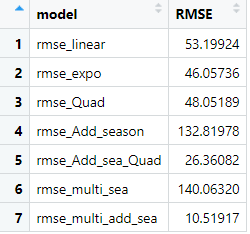 model RMSE
1 rmse_linear 53.19924
2 rmse_expo 46.05736
3 rmse_Quad 48.05189
4 rmse_Add_season 132.81978
5 rmse_Add_sea_Quad 26.36082
6 rmse_multi_sea 140.06320
7 rmse_multi_add_sea 10.51917